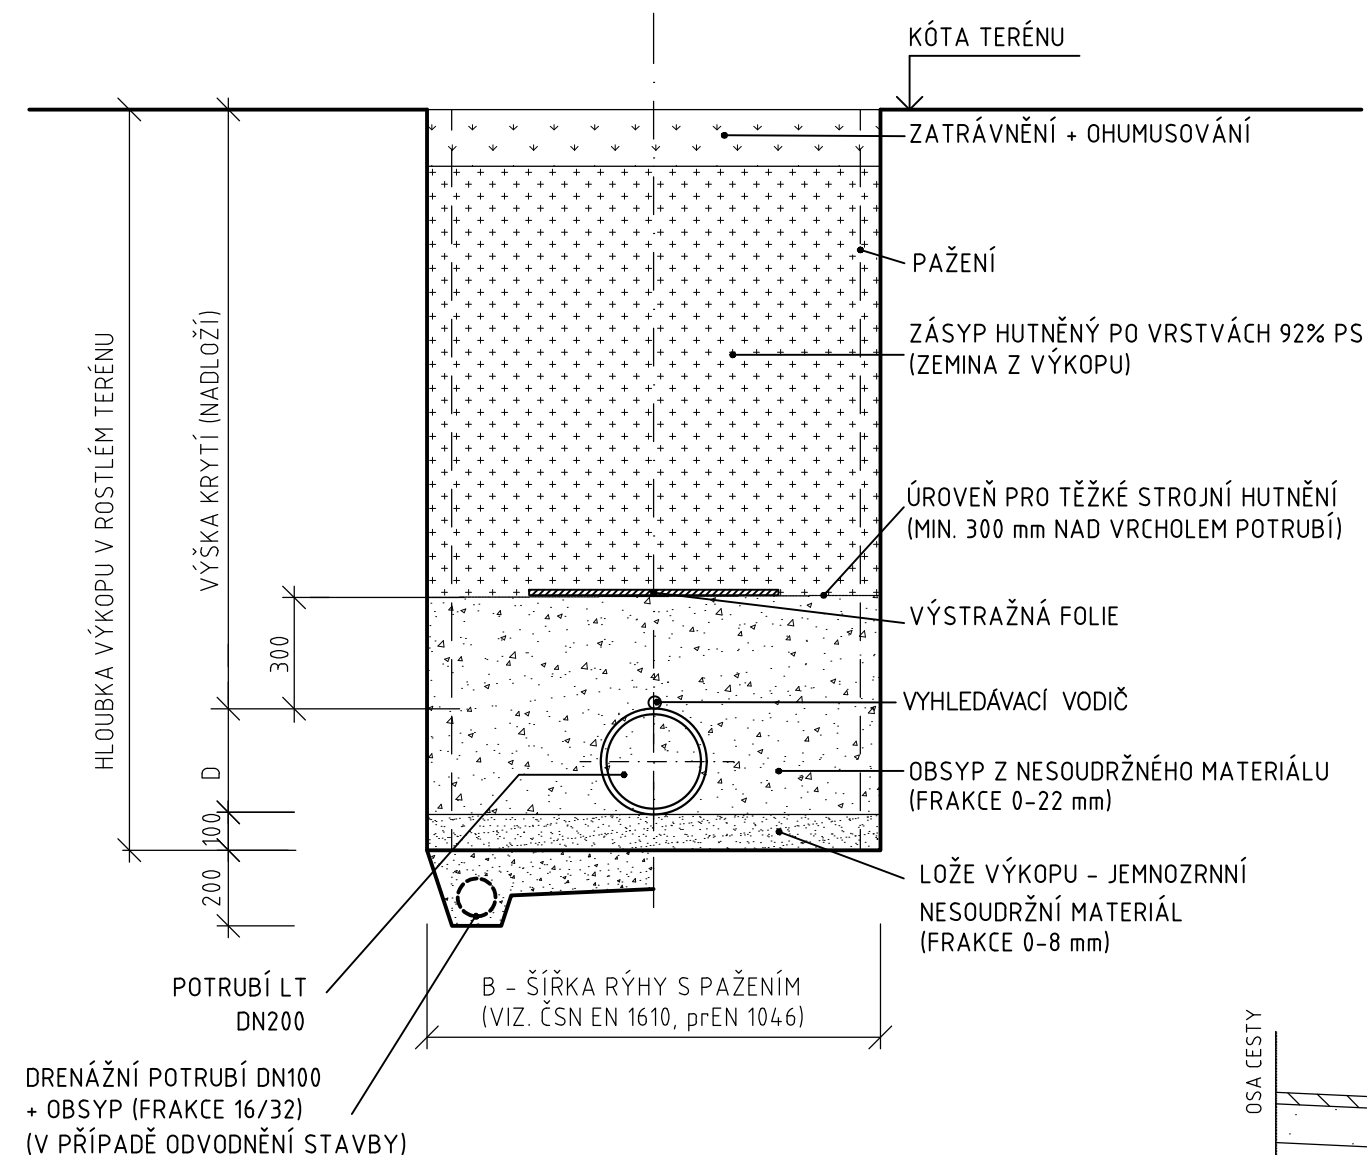 KÓTA TERÉNU
ZATRÁVNĚNÍ + OHUMUSOVÁNÍ
PAŽENÍ
ZÁSYP HUTNĚNÝ PO VRSTVÁCH 92% PS
(ZEMINA Z VÝKOPU)
ÚROVEŇ PRO TĚŽKÉ STROJNÍ HUTNĚNÍ
(MIN. 300 mm NAD VRCHOLEM POTRUBÍ)
VÝSTRAŽNÁ FOLIE
VYHLEDÁVACÍ VODIČ
OBSYP Z NESOUDRŽNÉHO MATERIÁLU
(FRAKCE 0-22 mm)
LOŽE VÝKOPU - JEMNOZRNNÍ
NESOUDRŽNÍ MATERIÁL
(FRAKCE 0-8 mm)
HLOUBKA VÝKOPU V ROSTLÉM TERÉNU
VÝŠKA KRYTÍ (NADLOŽÍ)
300
D
100
200
POTRUBÍ LT
DN200
B - ŠÍŘKA RÝHY S PAŽENÍM
(VIZ. ČSN EN 1610, prEN 1046)
DRENÁŽNÍ POTRUBÍ DN100
+ OBSYP (FRAKCE 16/32)
(V PŘÍPADĚ ODVODNĚNÍ STAVBY)
OSA CESTY